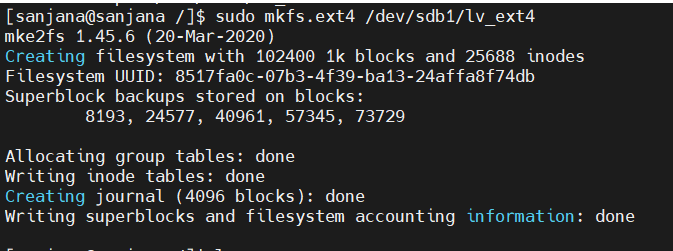 [sanjana@sanjana /]$ sudo mkfs.ext4 /dev/sdb1/lv_ext4
mke2fs 1.45.6 (20-Mar-2020)
Creating filesystem with 102400 1k blocks and 25688 inodes
Filesystem UUID: 8517fa0c-07b3-4f39-ba13-24affa8f74db
Superblock backups stored on blocks:
8193, 24577, 40961, 57345, 73729
Allocating group tables: done
Writing inode tables: done
Creating journal (4096 blocks): done
Writing superblocks and filesystem accounting information: done